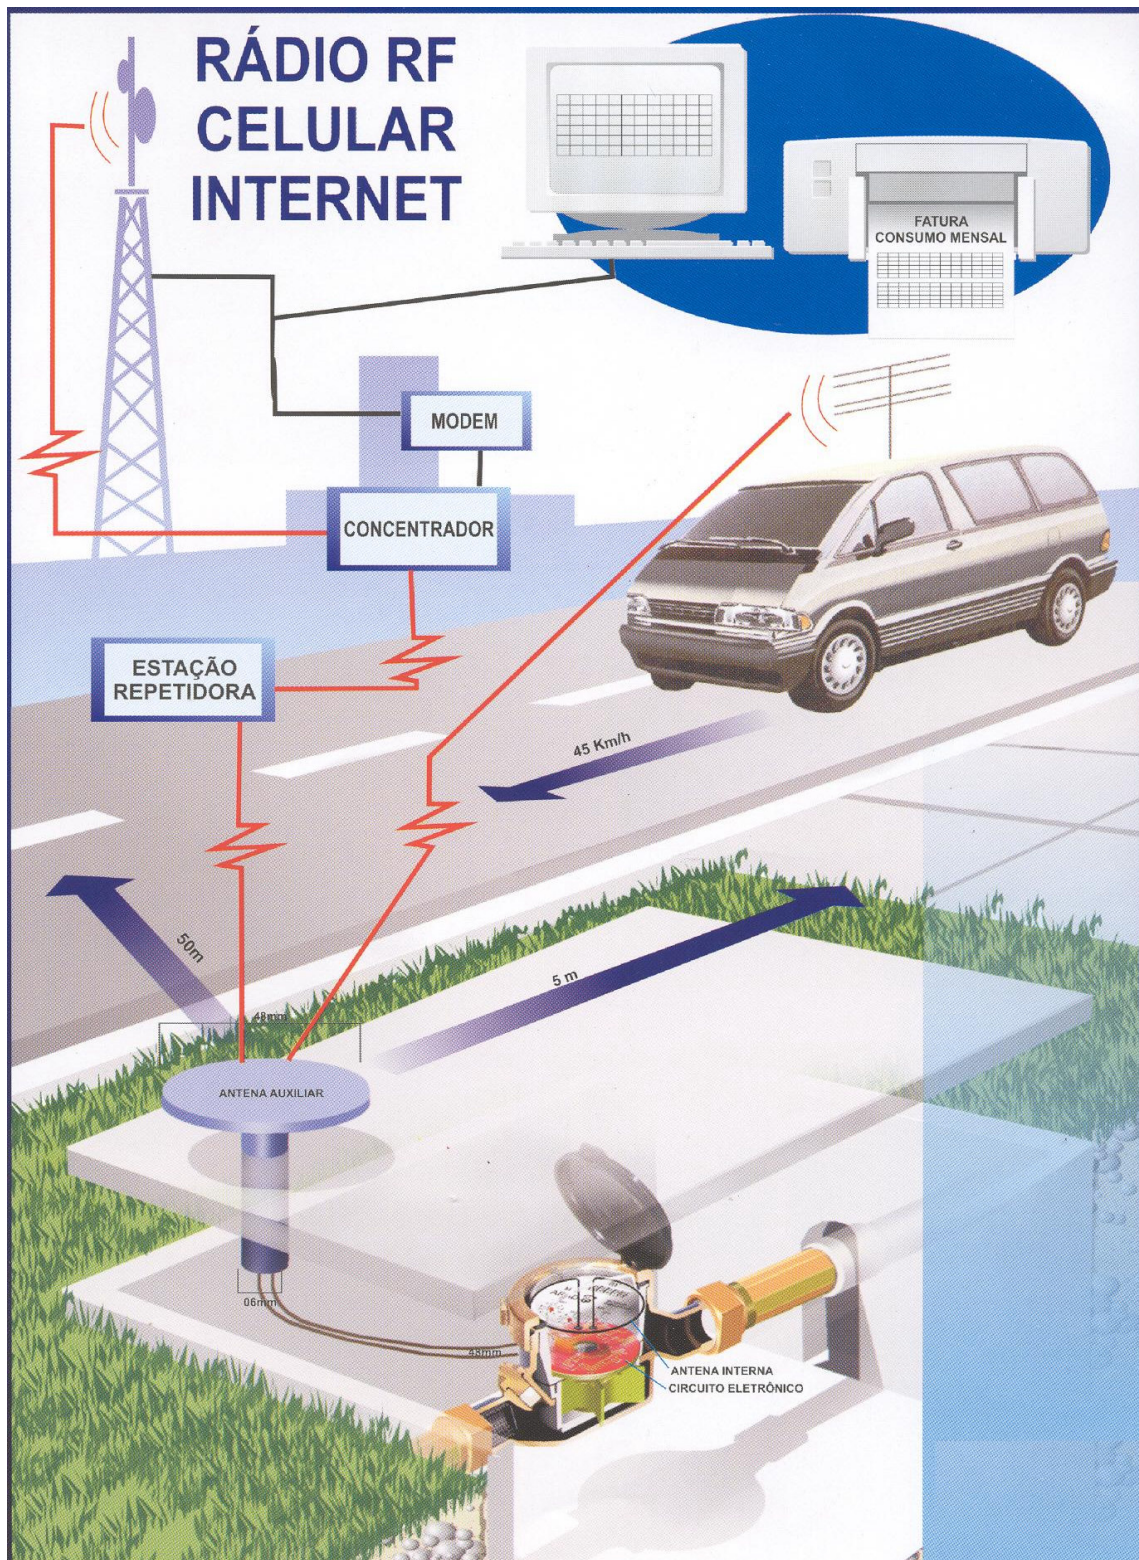 RÁDIO RF
CELULAR
INTERNET
FATURA
CONSUMO MENSAL
MODEM
CONCENTRADOR
ESTAÇÃO
REPETIDORA
45 Km/h
50m
5 m
48mm
ANTENA AUXILIAR
06mm
48mm
ANTENA INTERNA
CIRCUITO ELETRÔNICO